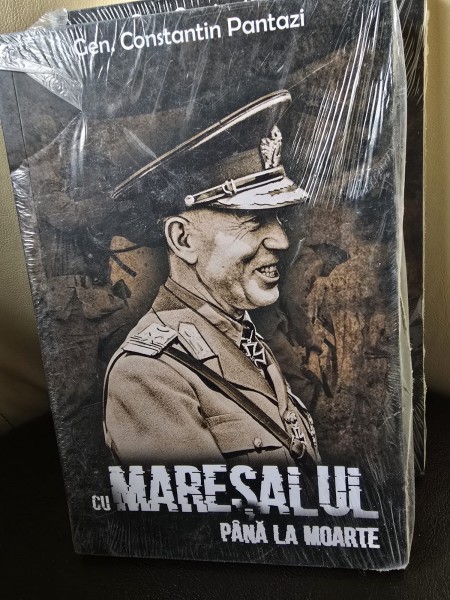 Gen. Constantin Pantazi
CU MAREȘALUL
PÂNĂ LA MOARTE